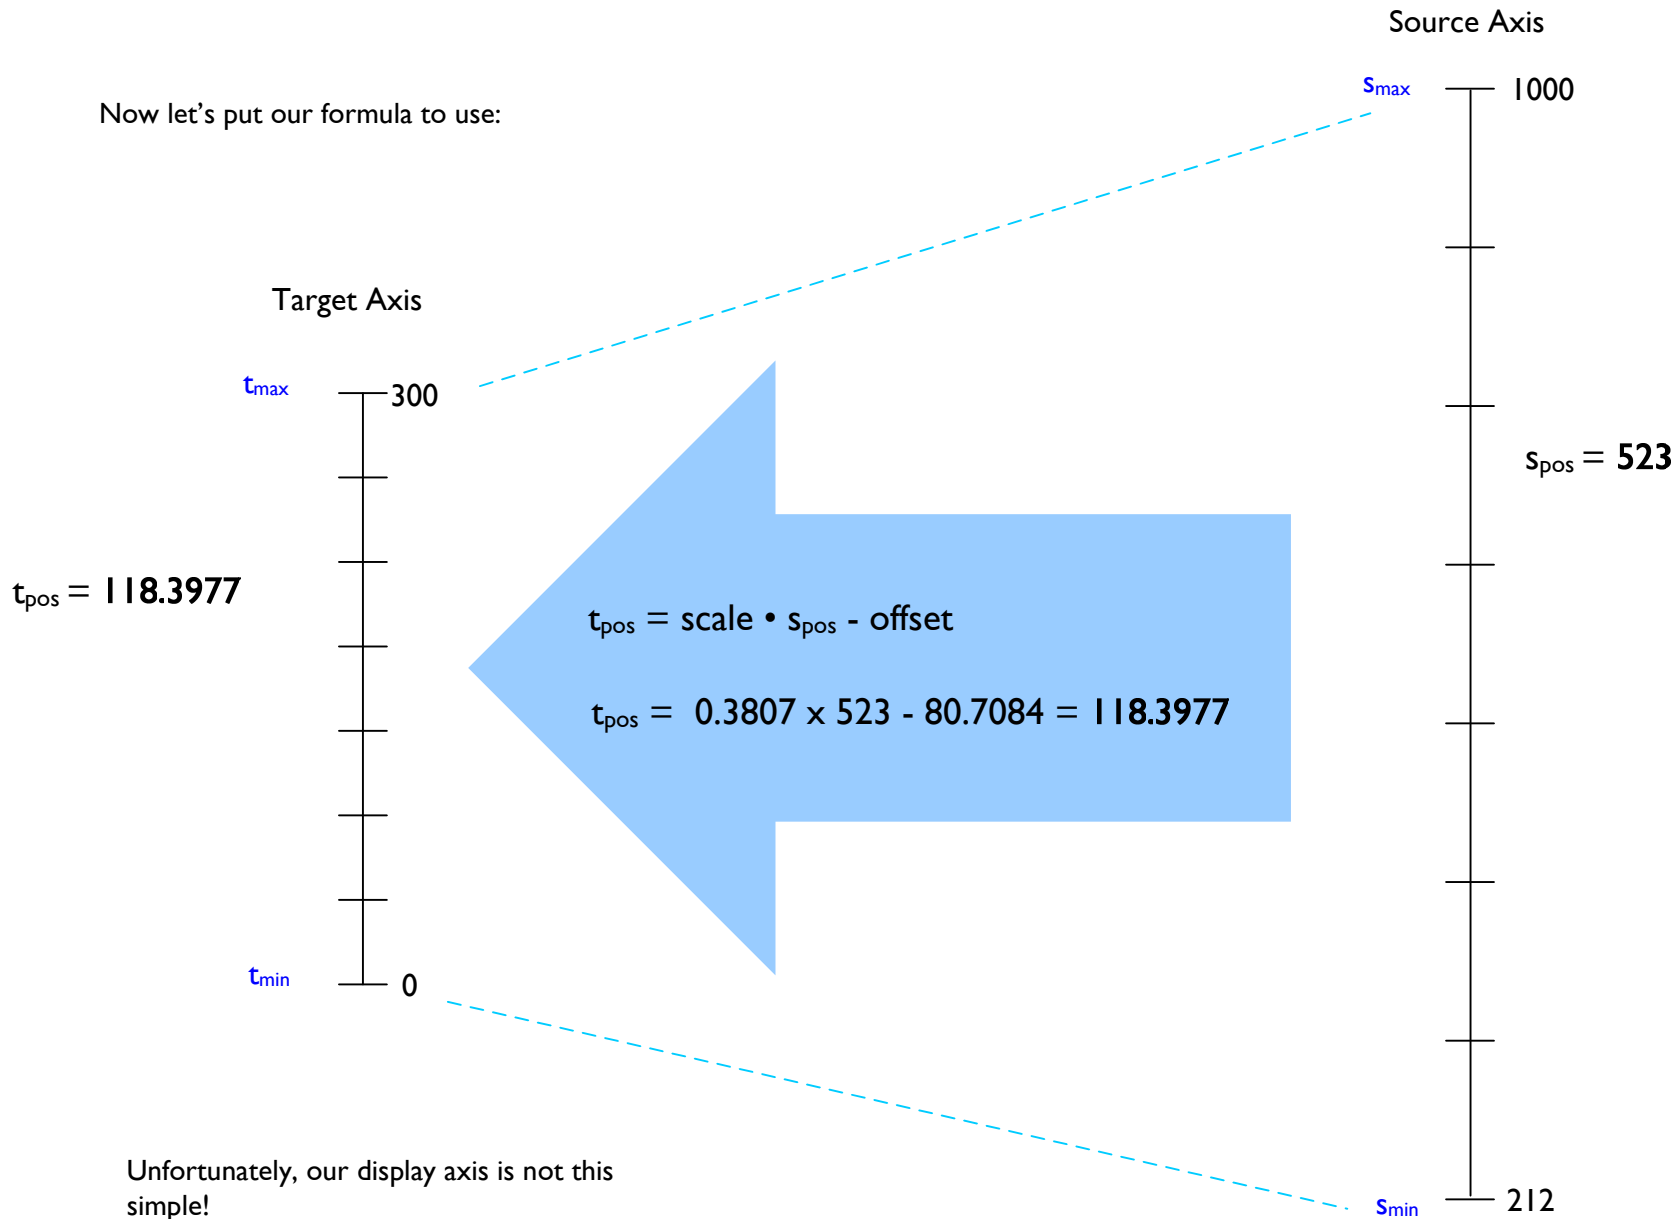 Source Axis
smax
1000
Now let's put our formula to use:
Target Axis
tmax
300
spos = 523
tpos = 118.3977
tpos = scale • spos - offset
tpos = 0.3807 x 523 - 80.7084 = 118.3977
tmin
0
Unfortunately, our display axis is not this
simple!
smin
212